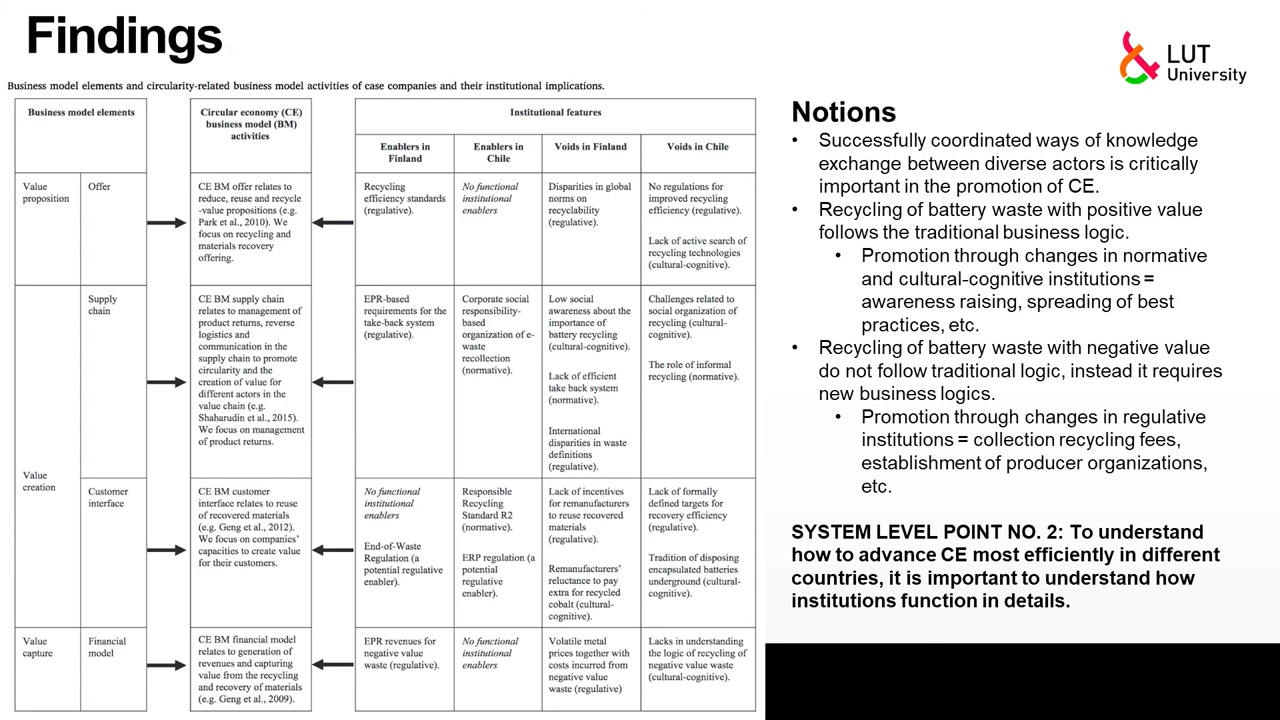 Findings
LUT
University
Business model elements and circularity-related business model activities of case companies and their institutional implications.
Business model elements
Circular economy (CE)
business model (BM)
activities
Institutional features
Enablers in
Finland
Enablers in
Chile
Voids in Finland
Voids in Chile
Value
proposition
Offer
CE BM offer relates to
reduce, reuse and recycle
-value propositions (e.g.
Park et al., 2010). We
focus on recycling and
materials recovery
offering.
Recycling
efficiency standards
(regulative).
No functional
institutional
enablers
Disparities in global
norms on
recyclability
(regulative).
No regulations for
improved recycling
efficiency (regulative).
Lack of active search of
recycling technologies
(cultural-cognitive).
Value
creation
Supply
chain
CE BM supply chain
relates to management of
product returns, reverse
logistics and
communication in the
supply chain to promote
circularity and the
creation of value for
different actors in the
value chain (e.g.
Shaharudin et al., 2015).
We focus on management
of product returns.
EPR-based
requirements for the
take-back system
(regulative).
Corporate social
responsibility-
based
organization of e-
waste
recollection
(normative).
Low social
awareness about the
importance of
battery recycling
(cultural-cognitive).
Lack of efficient
take back system
(normative).
International
disparities in waste
definitions
(regulative).
Challenges related to
social organization of
recycling (cultural-
cognitive).
The role of informal
recycling (normative).
Customer
interface
CE BM customer
interface relates to reuse
of recovered materials
(e.g. Geng et al., 2012).
We focus on companies'
capacities to create value
for their customers.
No functional
institutional
enablers
End-of-Waste
Regulation (a
potential regulative
enabler).
Responsible
Recycling
Standard R2
(normative).
ERP regulation (a
potential
regulative
enabler).
Lack of incentives
for remanufacturers
to reuse recovered
materials
(regulative).
Remanufacturers'
reluctance to pay
extra for recycled
cobalt (cultural-
cognitive).
Lack of formally
defined targets for
recovery efficiency
(regulative).
Tradition of disposing
encapsulated batteries
underground (cultural-
cognitive).
Value
capture
Financial
model
CE BM financial model
relates to generation of
revenues and capturing
value from the recycling
and recovery of materials
(e.g. Geng et al., 2009).
EPR revenues for
negative value
waste (regulative).
No functional
institutional
enablers
Volatile metal
prices together with
costs incurred from
negative value
waste (regulative)
Lacks in understanding
the logic of recycling of
negative value waste
(cultural-cognitive).
Notions
• Successfully coordinated ways of knowledge
exchange between diverse actors is critically
important in the promotion of CE.
• Recycling of battery waste with positive value
follows the traditional business logic.
• Promotion through changes in normative
and cultural-cognitive institutions =
awareness raising, spreading of best
practices, etc.
• Recycling of battery waste with negative value
do not follow traditional logic, instead it requires
new business logics.
• Promotion through changes in regulative
institutions = collection recycling fees,
establishment of producer organizations,
etc.
SYSTEM LEVEL POINT NO. 2: To understand
how to advance CE most efficiently in different
countries, it is important to understand how
institutions function in details.